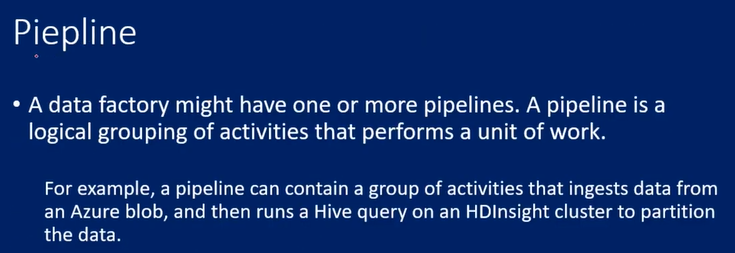 Piepline
• A data factory might have one or more pipelines. A pipeline is a
logical grouping of activities that performs a unit of work.
For example, a pipeline can contain a group of activities that ingests data from
an Azure blob, and then runs a Hive query on an HDInsight cluster to partition
the data.